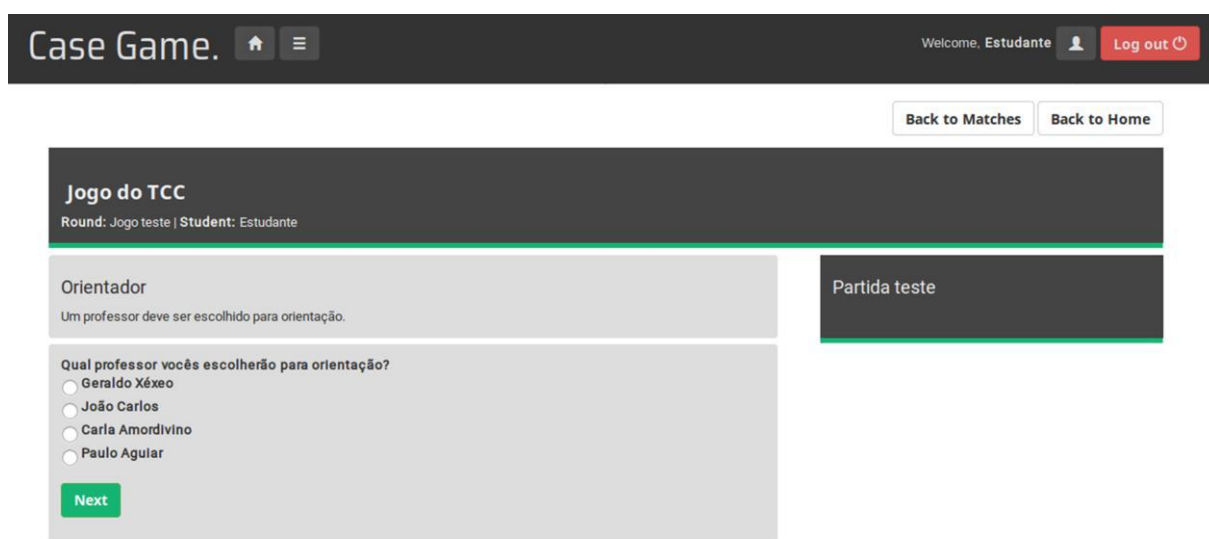 Case Game.
Welcome, Estudante
Log out
Back to Matches
Back to Home
Jogo do TCC
Round: Jogo teste | Student: Estudante
Orientador
Um professor deve ser escolhido para orientação.
Partida teste
Qual professor vocês escolherão para orientação?
Geraldo Xéxeo
João Carlos
Carla Amordivino
Paulo Aguiar
Next